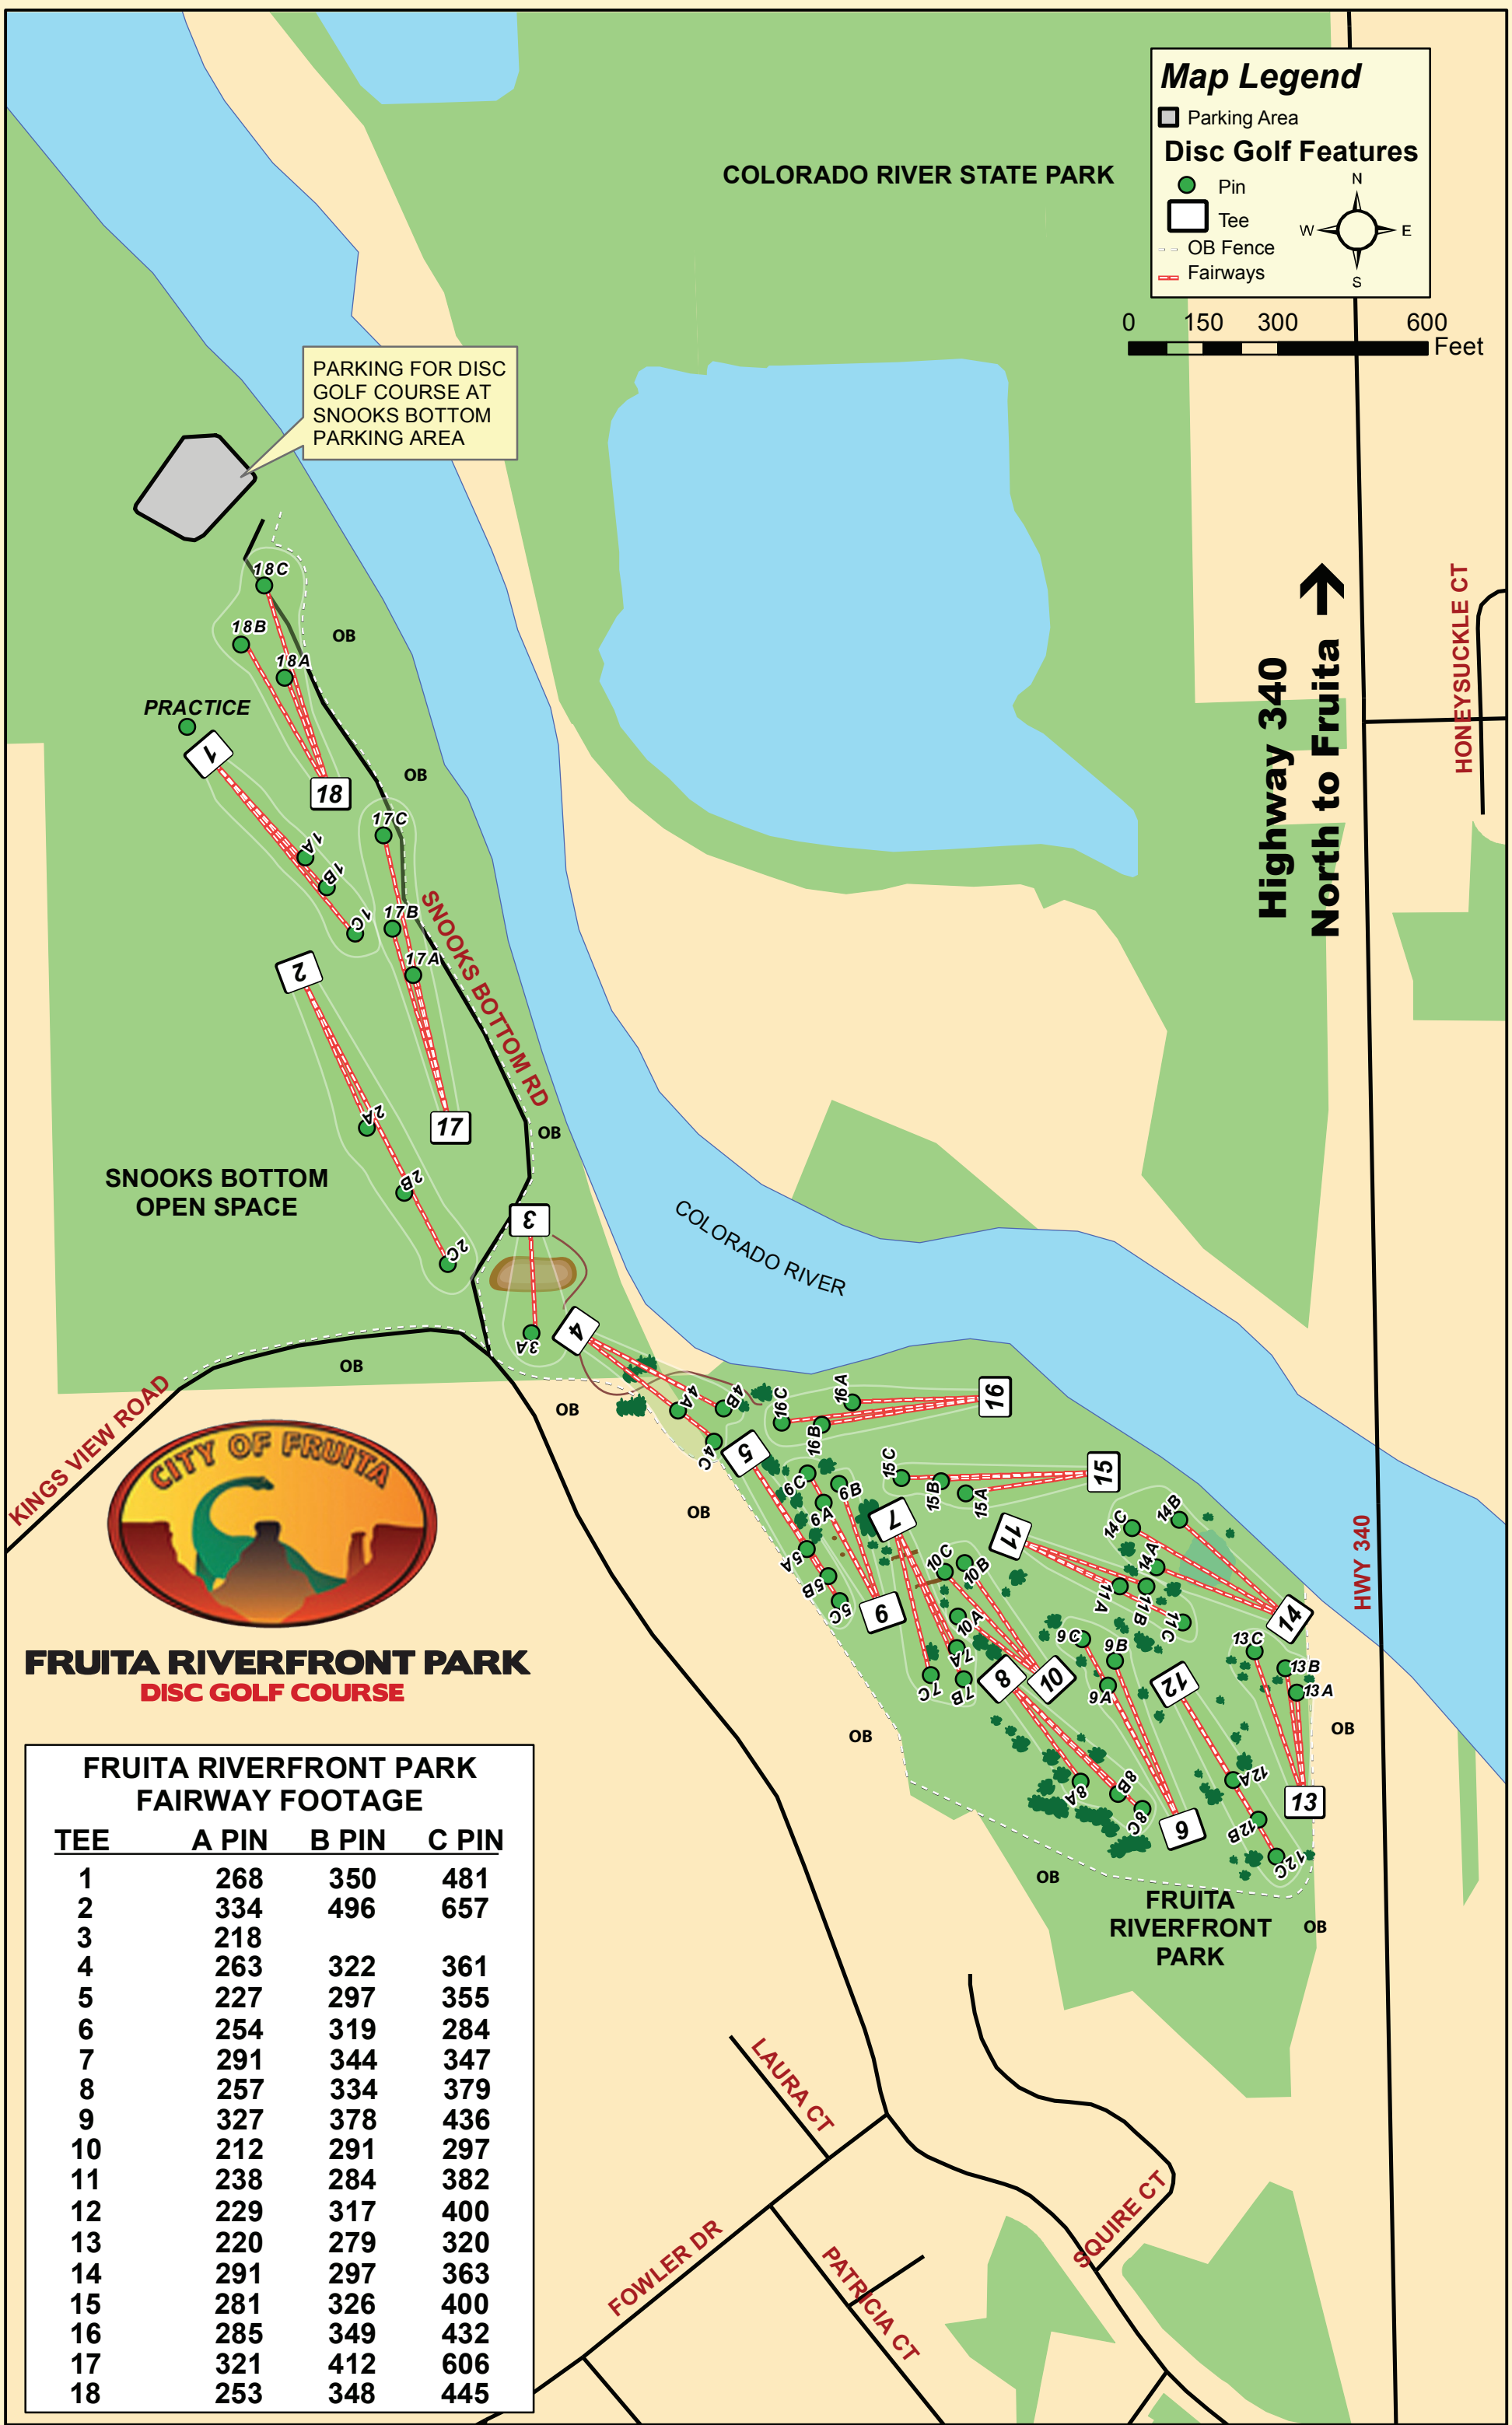 COLORADO RIVER STATE PARK
Map Legend
Parking Area
Disc Golf Features
Pin
Tee
OB Fence
Fairways
N
W
E
S
0 150 300 600
Feet
PARKING FOR DISC
GOLF COURSE AT
SNOOKS BOTTOM
PARKING AREA
18C
18B
18A
OB
PRACTICE
1
18
OB
1A
1B
1C
17C
17B
17A
2
SNOOKS BOTTOM RD
2A
2B
2C
17
OB
SNOOKS BOTTOM
OPEN SPACE
3
3A
4
4A
4B
4C
COLORADO RIVER
Highway 340
North to Fruita
HONEYSUCKLE CT
HWY 340
KINGS VIEW ROAD
OB
OB
OB
5
5A
5B
5C
16C
16B
16A
16
15C
15B
15A
15
6C
6A
6B
6
7
7A
7B
7C
10C
10B
10A
10
11
11A
11B
11C
14C
14B
14A
14
8
8A
8B
8C
9C
9B
9A
9
12
12A
12B
12C
13C
13B
13A
13
OB
OB
OB
OB
FRUITA
RIVERFRONT
PARK
CITY OF FRUITA
FRUITA RIVERFRONT PARK
DISC GOLF COURSE
FRUITA RIVERFRONT PARK
FAIRWAY FOOTAGE
TEE A PIN B PIN C PIN
1 268 350 481
2 334 496 657
3 218
4 263 322 361
5 227 297 355
6 254 319 284
7 291 344 347
8 257 334 379
9 327 378 436
10 212 291 297
11 238 284 382
12 229 317 400
13 220 279 320
14 291 297 363
15 281 326 400
16 285 349 432
17 321 412 606
18 253 348 445
LAURA CT
FOWLER DR
PATRICIA CT
SQUIRE CT